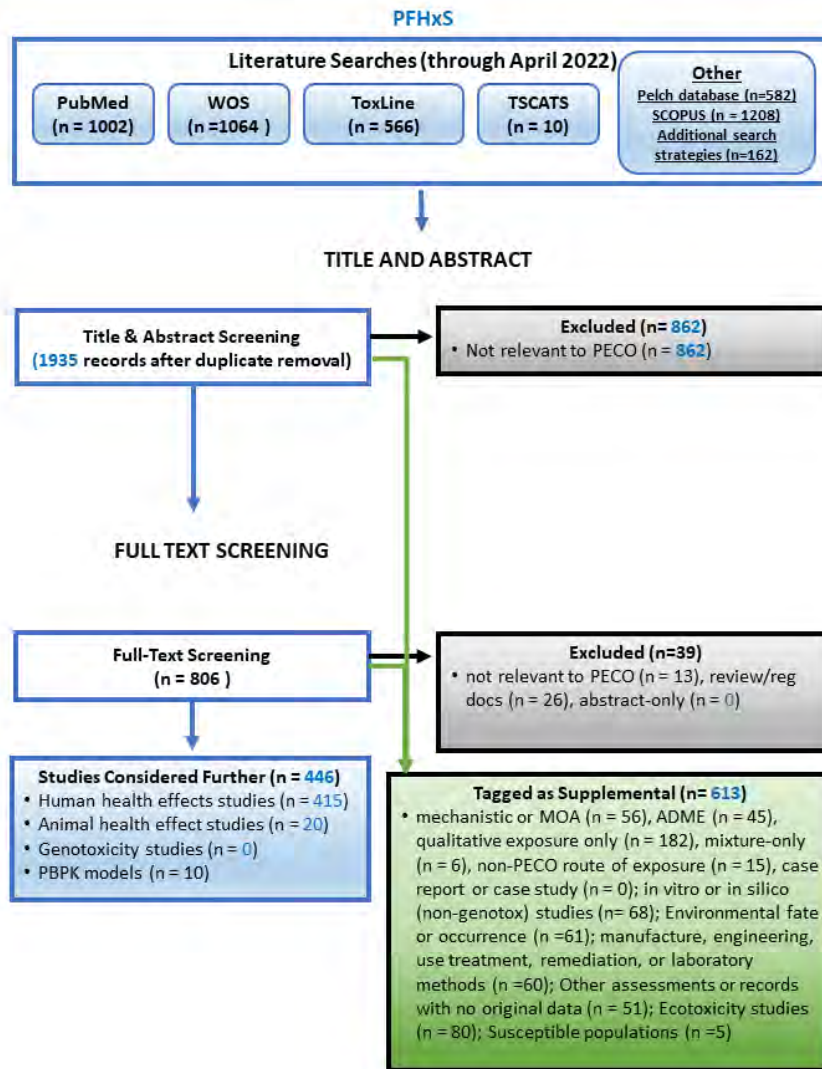 PFHxS
Literature Searches (through April 2022)
PubMed
(n = 1002)
WOS
(n =1064 )
ToxLine
(n = 566)
TSCATS
(n = 10)
Other
Pelch database (n=582)
SCOPUS (n = 1208)
Additional search
strategies (n=162)
TITLE AND ABSTRACT
Title & Abstract Screening
(1935 records after duplicate removal)
Excluded (n= 862)
• Not relevant to PECO (n = 862)
FULL TEXT SCREENING
Full-Text Screening
(n = 806 )
Excluded (n=39)
• not relevant to PECO (n = 13), review/reg
docs (n = 26), abstract-only (n = 0)
Studies Considered Further (n = 446)
• Human health effects studies (n = 415)
• Animal health effect studies (n = 20)
• Genotoxicity studies (n = 0)
• PBPK models (n = 10)
Tagged as Supplemental (n= 613)
• mechanistic or MOA (n = 56), ADME (n = 45),
qualitative exposure only (n = 182), mixture-only
(n = 6), non-PECO route of exposure (n = 15), case
report or case study (n = 0); in vitro or in silico
(non-genotox) studies (n= 68); Environmental fate
or occurrence (n =61); manufacture, engineering,
use treatment, remediation, or laboratory
methods (n =60); Other assessments or records
with no original data (n = 51); Ecotoxicity studies
(n = 80); Susceptible populations (n =5)